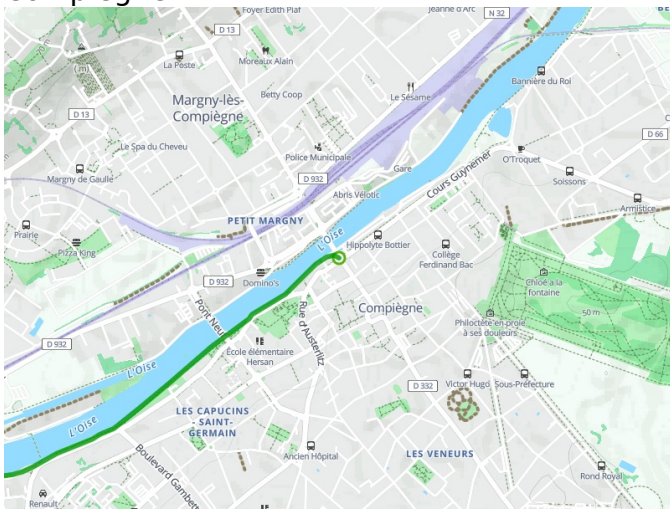 Foyer Edith Piaf
Jeanne d'Arc
N 32
D 13
Moreaux Alain
La Poste
Bannière du Roi
Le Sésame
Betty Coop
Margny-lès-
Compiègne
D 13
D 66
Le Spa du Cheveu
Police Municipale
O'Troquet
Gare
Cours Guynemer
Margny de Gaulle
D 932
Soissons
Abris Vélotic
Armistice
PETIT MARGNY
Prairie
L'Oise
Hippolyte Bottier
Pizza King
Collège
Ferdinand Bac
D 932
Domino's
Chloé a la
fontaine
Pont Neuf
Rue d'Austerlitz
Compiègne
50 m
Philoctète en proie
à ses douleurs
D 932
École élémentaire
Hersan
L'Oise
D 332
Victor Hugo
Sous-Préfecture
LES CAPUCINS
- SAINT-
GERMAIN
L'Oise
Ancien Hôpital
LES VENEURS
Boulevard Gambetta
Rond Royal
Renault